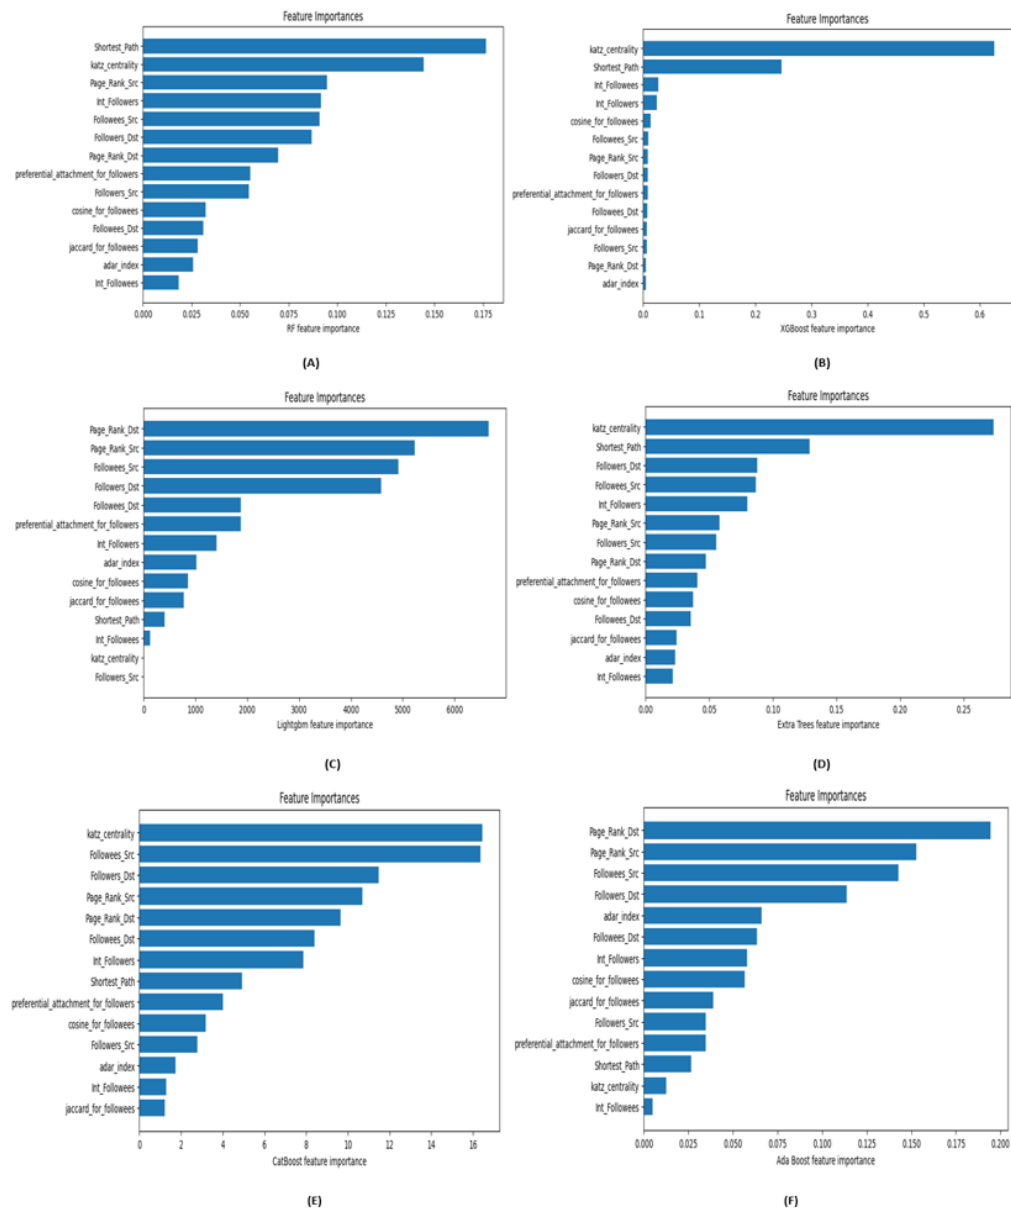 Feature Importances
Shortest_Path
katz_centrality
Page_Rank_Src
Int_Followers
Followees_Src
Followers_Dst
Page_Rank_Dst
preferential_attachment_for_followers
Followers_Src
cosine_for_followees
Followees_Dst
jaccard_for_followees
adar_index
Int_Followees
0.000 0.025 0.050 0.075 0.100 0.125 0.150 0.175
RF feature importance
(A)
Feature Importances
katz_centrality
Shortest_Path
Int_Followees
Int_Followers
cosine_for_followees
Followees_Src
Page_Rank_Src
Followers_Dst
preferential_attachment_for_followers
Followees_Dst
jaccard_for_followees
Followers_Src
Page_Rank_Dst
adar_index
0.0 0.1 0.2 0.3 0.4 0.5 0.6
XGBoost feature importance
(B)
Feature Importances
Page_Rank_Dst
Page_Rank_Src
Followees_Src
Followers_Dst
Followees_Dst
preferential_attachment_for_followers
Int_Followers
adar_index
cosine_for_followees
jaccard_for_followees
Shortest_Path
Int_Followees
katz_centrality
Followers_Src
0 1000 2000 3000 4000 5000 6000
Lightgbm feature importance
(C)
Feature Importances
katz_centrality
Shortest_Path
Followers_Dst
Followees_Src
Int_Followers
Page_Rank_Src
Followers_Src
Page_Rank_Dst
preferential_attachment_for_followers
cosine_for_followees
Followees_Dst
jaccard_for_followees
adar_index
Int_Followees
0.00 0.05 0.10 0.15 0.20 0.25
Extra Trees feature importance
(D)
Feature Importances
katz_centrality
Followees_Src
Followers_Dst
Page_Rank_Src
Page_Rank_Dst
Followees_Dst
Int_Followers
Shortest_Path
preferential_attachment_for_followers
cosine_for_followees
Followers_Src
adar_index
Int_Followees
jaccard_for_followees
0 2 4 6 8 10 12 14 16
CatBoost feature importance
(E)
Feature Importances
Page_Rank_Dst
Page_Rank_Src
Followees_Src
Followers_Dst
adar_index
Followees_Dst
Int_Followers
cosine_for_followees
jaccard_for_followees
Followers_Src
preferential_attachment_for_followers
Shortest_Path
katz_centrality
Int_Followees
0.000 0.025 0.050 0.075 0.100 0.125 0.150 0.175 0.200
Ada Boost feature importance
(F)